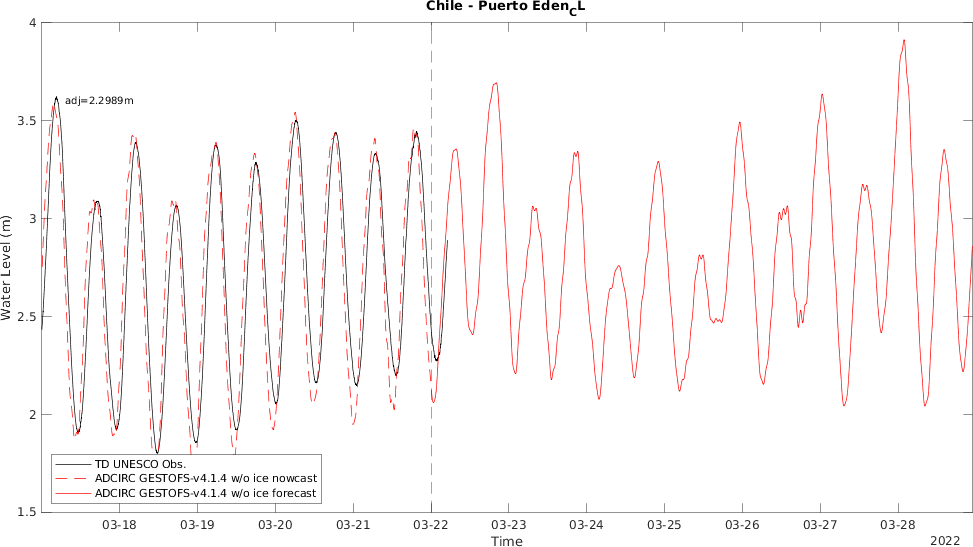 Chile - Puerto Eden_CL
4
adj=2.2989m
3.5
3
Water Level (m)
2.5
2
TD UNESCO Obs.
ADCIRC GESTOFS-v4.1.4 w/o ice nowcast
ADCIRC GESTOFS-v4.1.4 w/o ice forecast
1.5
03-18 03-19 03-20 03-21 03-22 03-23 03-24 03-25 03-26 03-27 03-28
Time
2022